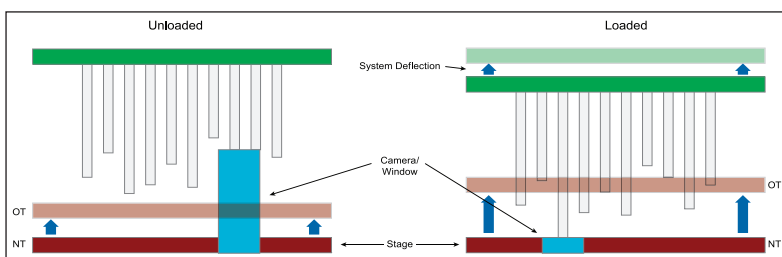 Unloaded
Loaded
System Deflection
Camera/
Window
OT
OT
NT
Stage
NT